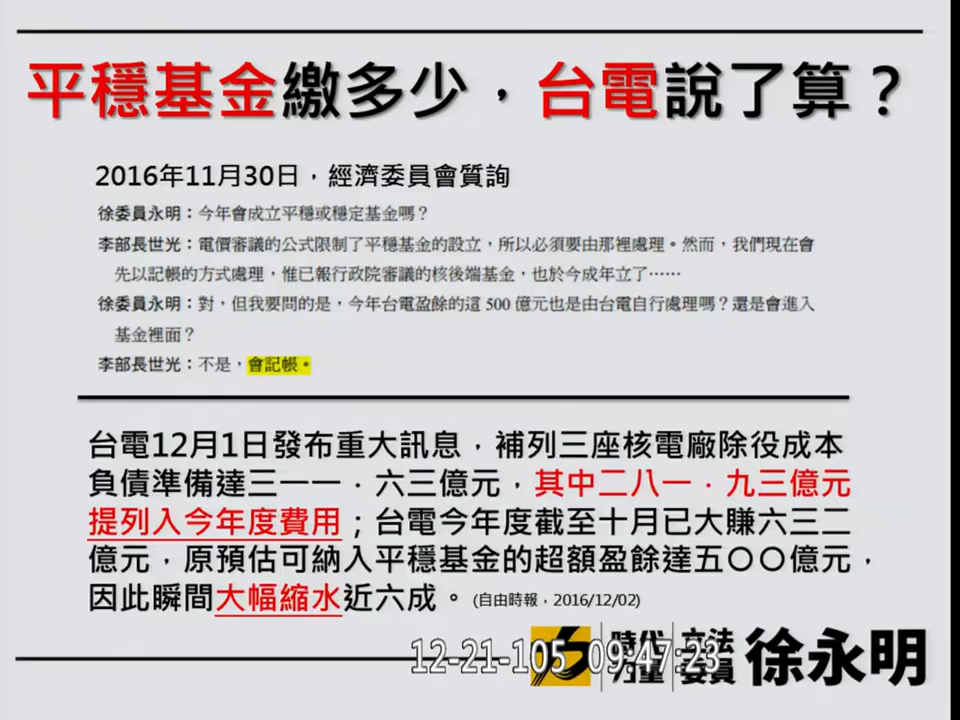 平穩基金繳多少，台電說了算？
2016年11月30日，經濟委員會質詢
徐委員永明：今年會成立平穩或穩定基金嗎？
李部長世光：電價審議的公式限制了平穩基金的設立，所以必須要由那裡處理。然而，我們現在會
先以記帳的方式處理，惟已報行政院審議的核後端基金，也於今成年立了……
徐委員永明：對，但我要問的是，今年台電盈餘的這 500 億元也是由台電自行處理嗎？還是會進入
基金裡面？
李部長世光：不是，會記帳。
台電12月1日發布重大訊息，補列三座核電廠除役成本
負債準備達三一一．六三億元，其中二八一．九三億元
提列入今年度費用；台電今年度截至十月已大賺六三二
億元，原預估可納入平穩基金的超額盈餘達五〇〇億元，
因此瞬間大幅縮水近六成。(自由時報，2016/12/02)
時代力量 立法委員 徐永明
12-21-105 09:47:23